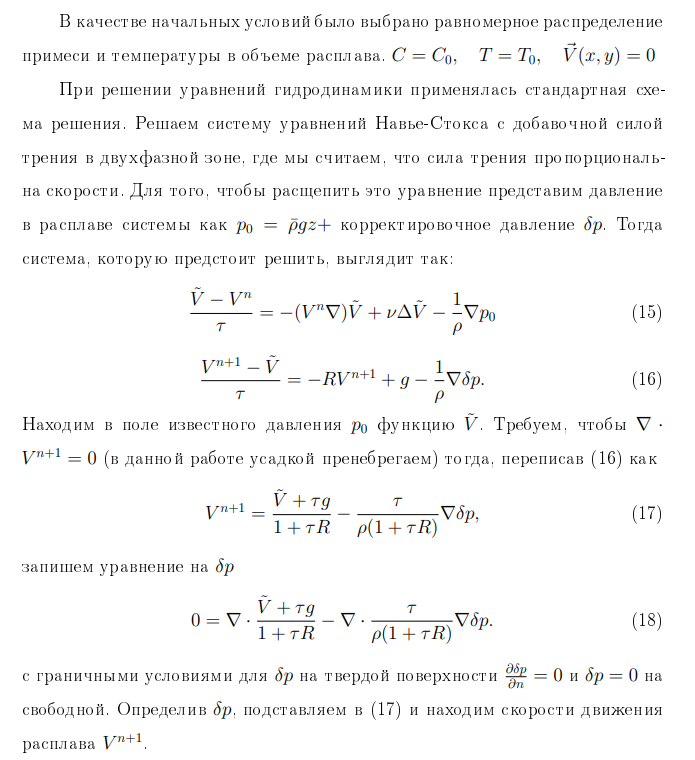 В качестве начальных условий было выбрано равномерное распределение
примеси и температуры в объеме расплава. $C = C_0, \quad T = T_0, \quad \vec{V}(x, y) = 0$
При решении уравнений гидродинамики применялась стандартная схе-
ма решения. Решаем систему уравнений Навье-Стокса с добавочной силой
трения в двухфазной зоне, где мы считаем, что сила трения пропорциональ-
на скорости. Для того, чтобы расщепить это уравнение представим давление
в расплаве системы как $p_0 = \bar{\rho}gz +$ корректировочное давление $\delta p$. Тогда
система, которую предстоит решить, выглядит так:
$\frac{\tilde{V} - V^n}{\tau} = -(V^n \nabla)\tilde{V} + \nu \Delta \tilde{V} - \frac{1}{\rho} \nabla p_0$ (15)
$\frac{V^{n+1} - \tilde{V}}{\tau} = -RV^{n+1} + g - \frac{1}{\rho} \nabla \delta p.$ (16)
Находим в поле известного давления $p_0$ функцию $\tilde{V}$. Требуем, чтобы $\nabla \cdot$
$V^{n+1} = 0$ (в данной работе усадкой пренебрегаем) тогда, переписав (16) как
$V^{n+1} = \frac{\tilde{V} + \tau g}{1 + \tau R} - \frac{\tau}{\rho(1 + \tau R)} \nabla \delta p,$ (17)
запишем уравнение на $\delta p$
$0 = \nabla \cdot \frac{\tilde{V} + \tau g}{1 + \tau R} - \nabla \cdot \frac{\tau}{\rho(1 + \tau R)} \nabla \delta p.$ (18)
с граничными условиями для $\delta p$ на твердой поверхности $\frac{\partial \delta p}{\partial n} = 0$ и $\delta p = 0$ на
свободной. Определив $\delta p$, подставляем в (17) и находим скорости движения
расплава $V^{n+1}$.